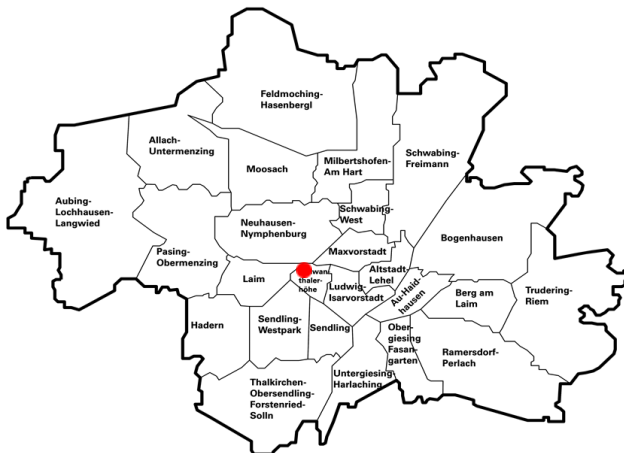 Feldmoching-
Hasenbergl
Allach-
Untermenzing
Moosach
Milbertshofen-
Am Hart
Schwabing-
Freimann
Aubing-
Lochhausen-
Langwied
Schwabing-
West
Neuhausen-
Nymphenburg
Bogenhausen
Pasing-
Obermenzing
Maxvorstadt
Laim
thaler-
höhe
Ludwig-
Isarvorstadt
Altstadt-
Lehel
Au-Haid-
hausen
Berg am
Laim
Trudering-
Riem
Hadern
Sendling-
Westpark
Sendling
Ober-
giesing
Fasan-
garten
Ramersdorf-
Perlach
Untergiesing-
Harlaching
Thalkirchen-
Obersendling-
Forstenried-
Solln